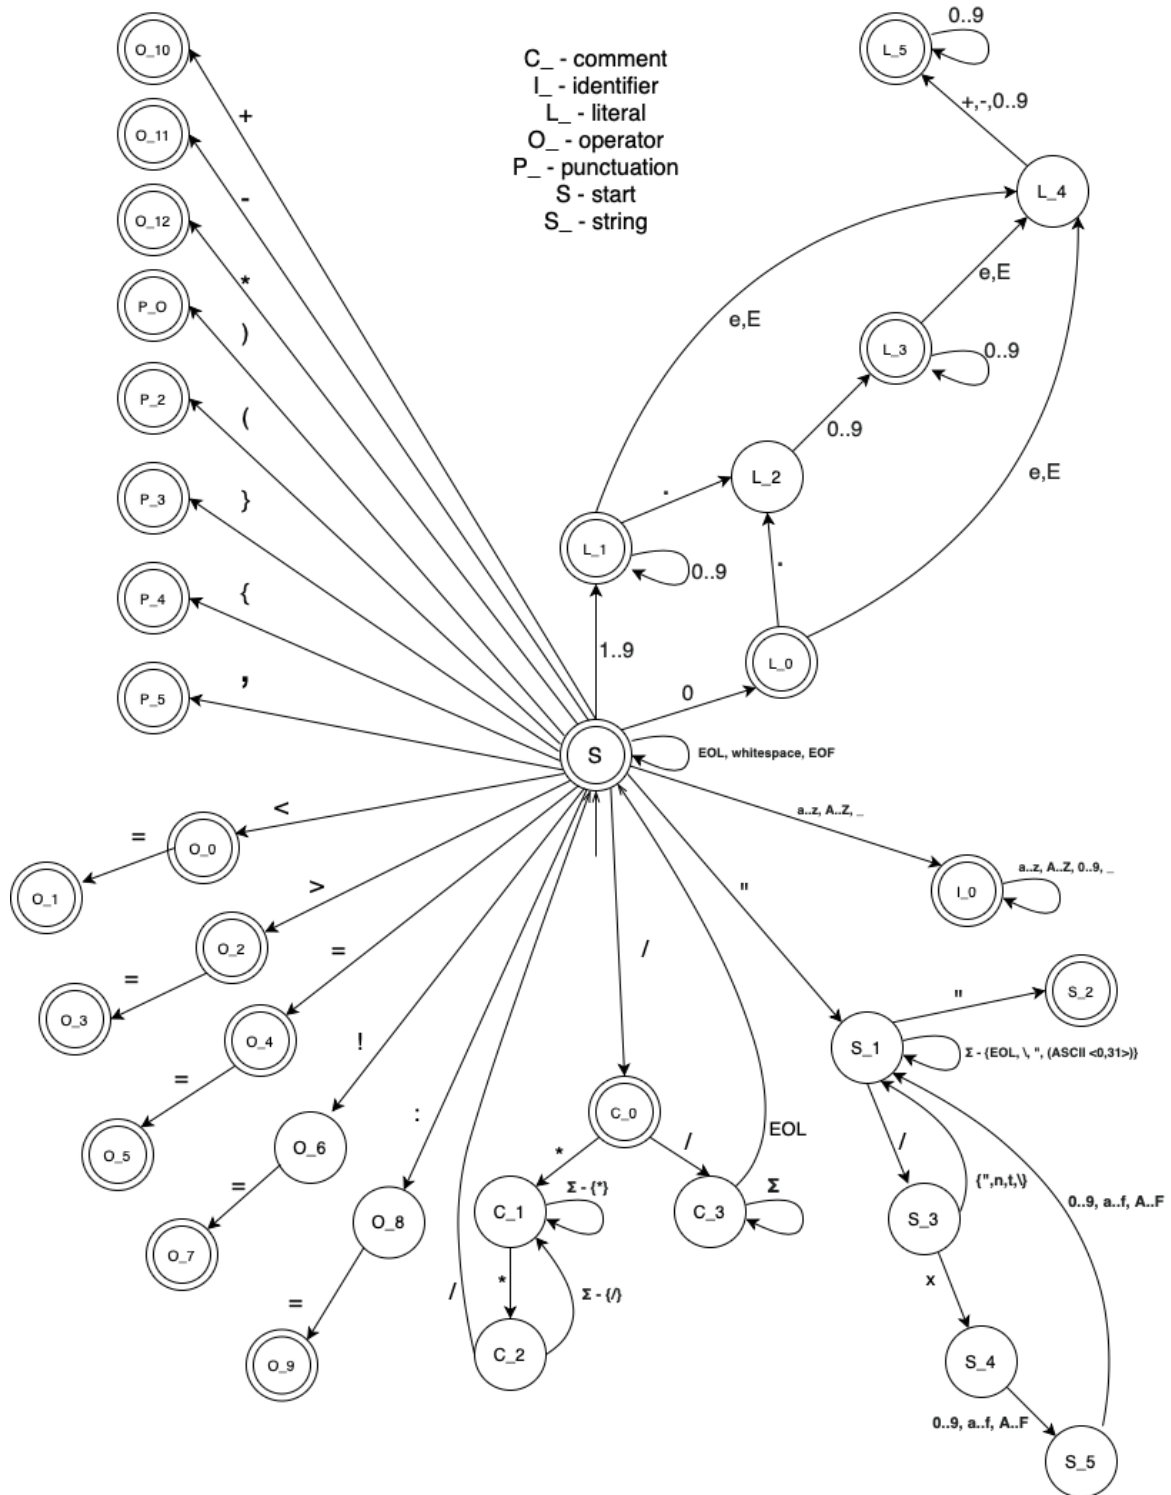 O_10
+
O_11
-
O_12
*
P_O
)
P_2
(
P_3
}
P_4
{
P_5
,
C_ - comment
I_ - identifier
L_ - literal
O_ - operator
P_ - punctuation
S - start
S_ - string
L_5
0..9
+,-,0..9
L_4
e,E
e,E
L_3
0..9
0..9
L_2
.
.
e,E
L_1
0..9
L_0
1..9
0
S
EOL, whitespace, EOF
<
=
O_0
O_1
>
O_2
=
O_3
=
O_4
=
O_5
!
O_6
=
O_7
:
O_8
=
O_9
/
C_0
*
/
C_1
Σ - {*}
C_3
Σ
EOL
*
Σ - {/}
/
C_2
a..z, A..Z, _
I_0
a..z, A..Z, 0..9, _
"
S_1
"
S_2
Σ - {EOL, \, ", (ASCII <0,31>)}
/
{",n,t,\}
S_3
x
S_4
0..9, a..f, A..F
0..9, a..f, A..F
S_5